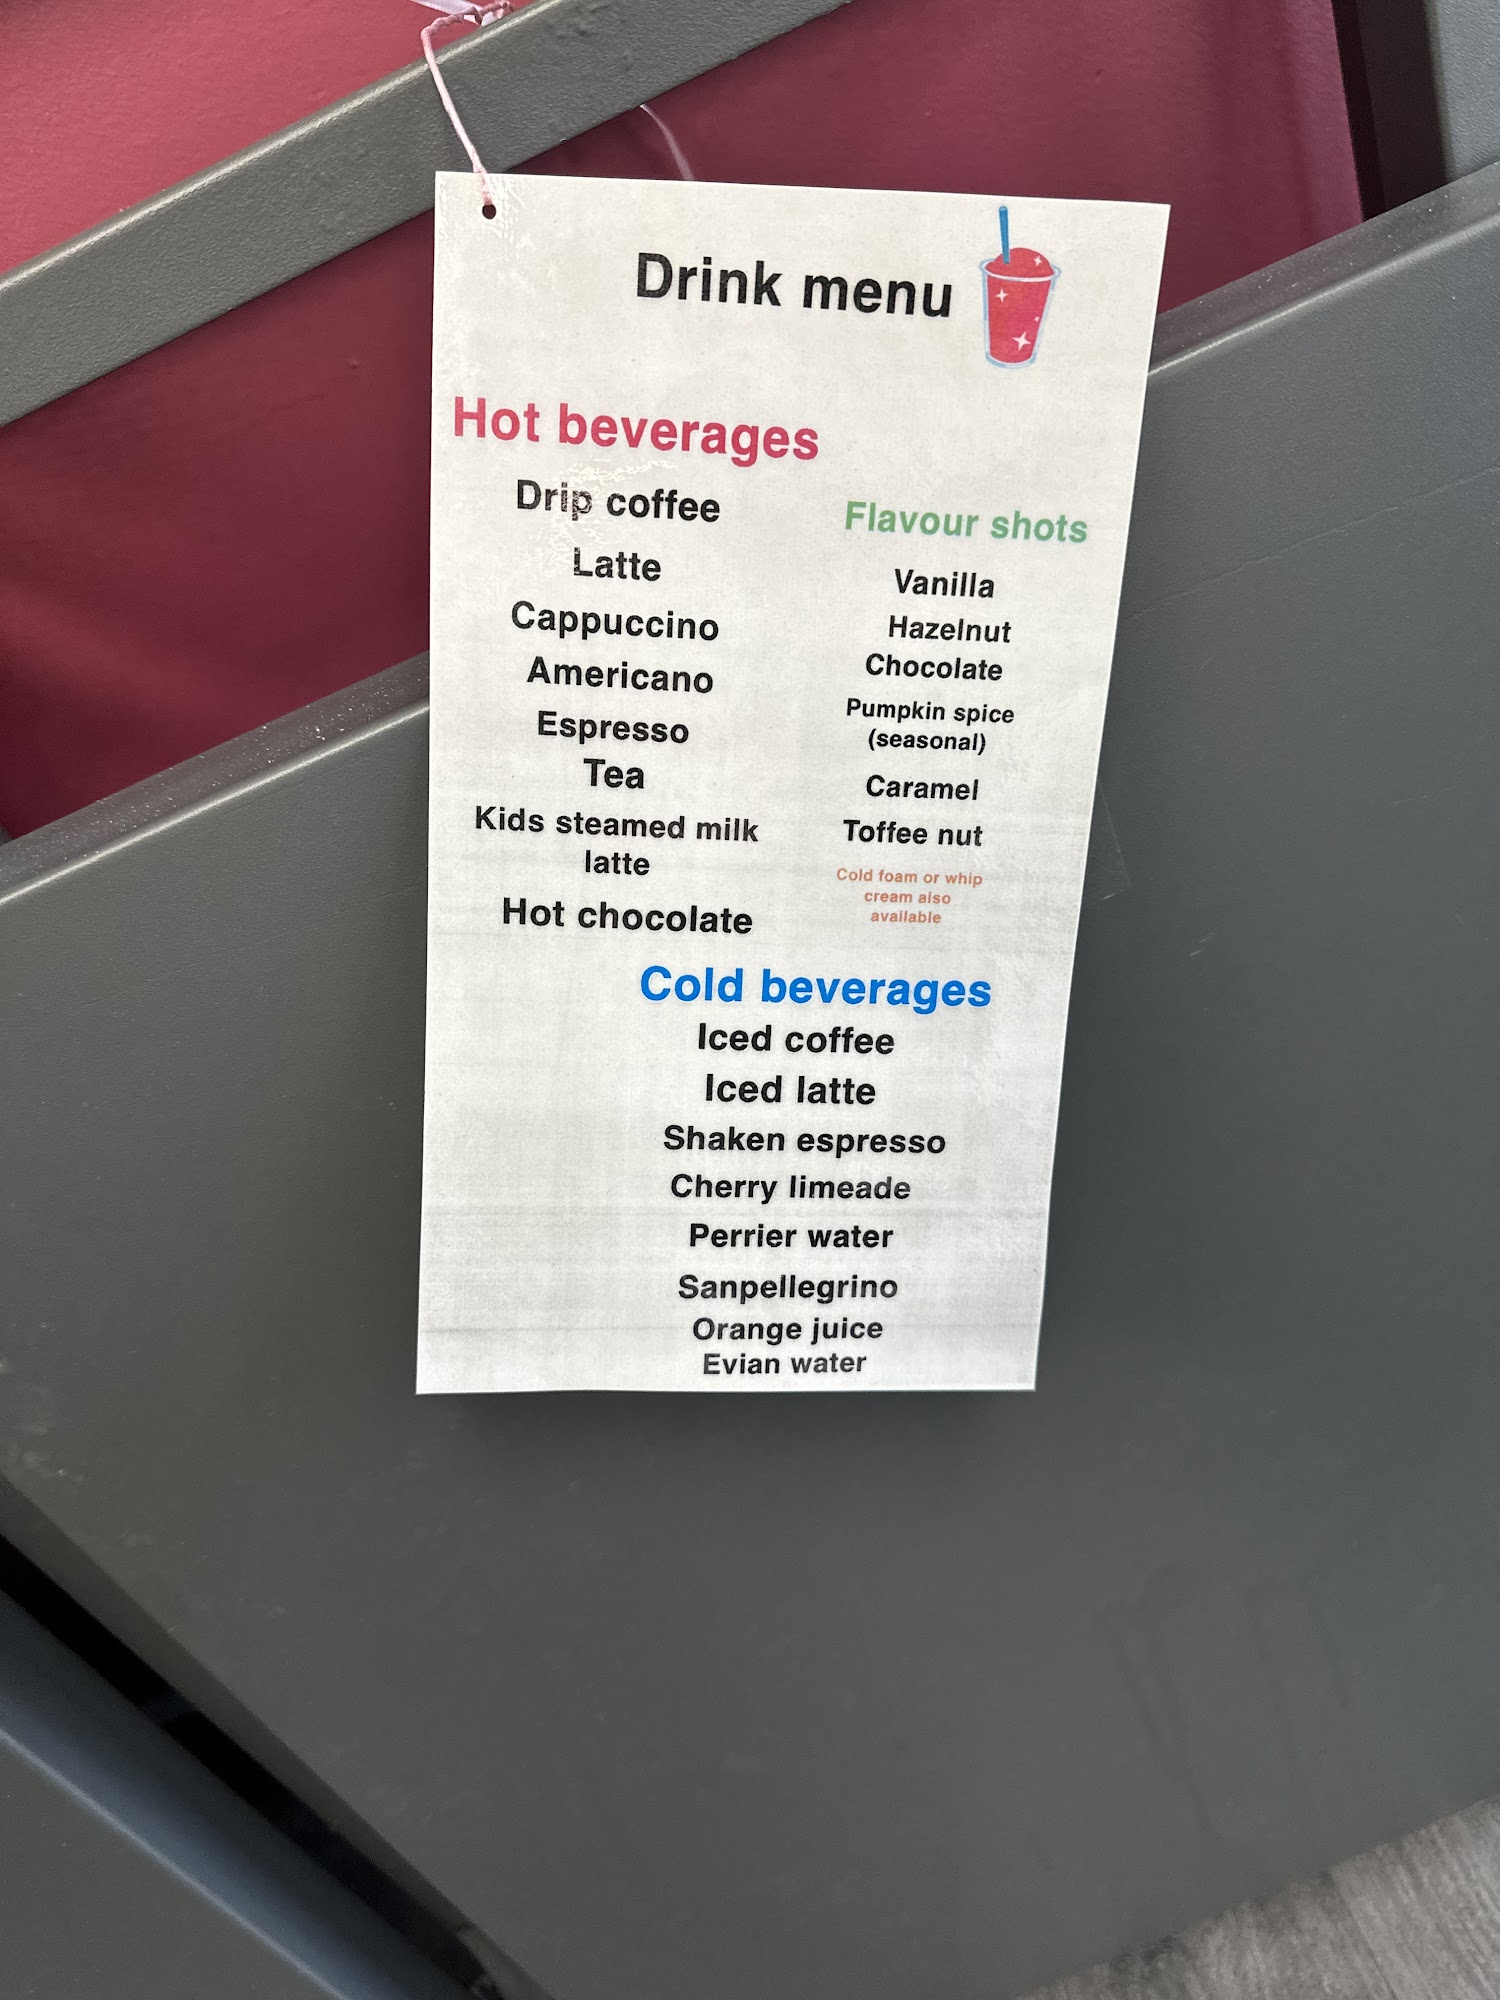 Drink menu
Hot beverages
Drip coffee
Latte
Cappuccino
Americano
Espresso
Tea
Kids steamed milk
latte
Hot chocolate
Flavour shots
Vanilla
Hazelnut
Chocolate
Pumpkin spice
(seasonal)
Caramel
Toffee nut
Cold foam or whip
cream also
available
Cold beverages
Iced coffee
Iced latte
Shaken espresso
Cherry limeade
Perrier water
Sanpellegrino
Orange juice
Evian water